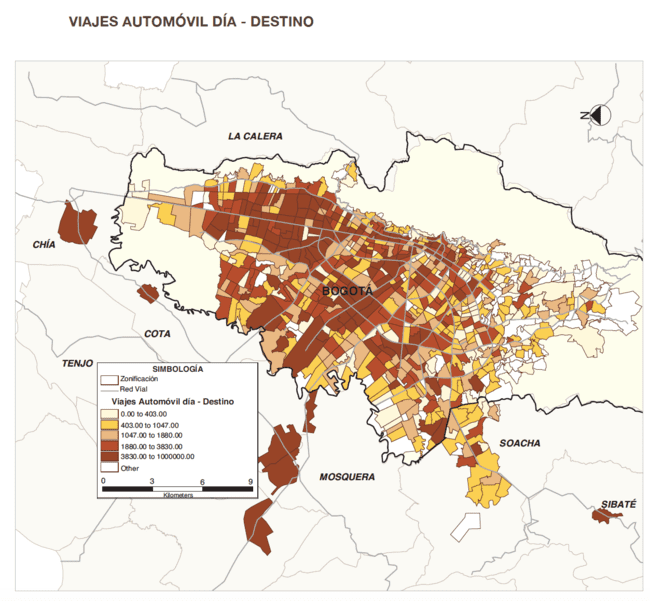 VIAJES AUTOMÓVIL DÍA - DESTINO
N
LA CALERA
CHÍA
BOGOTÁ
COTA
TENJO
SIMBOLOGÍA
Zonificación
Red Vial
Viajes Automóvil día - Destino
0.00 to 403.00
403.00 to 1047.00
1047.00 to 1880.00
1880.00 to 3830.00
3830.00 to 1000000.00
Other
0 3 6 9
Kilometers
SOACHA
MOSQUERA
SIBATÉ